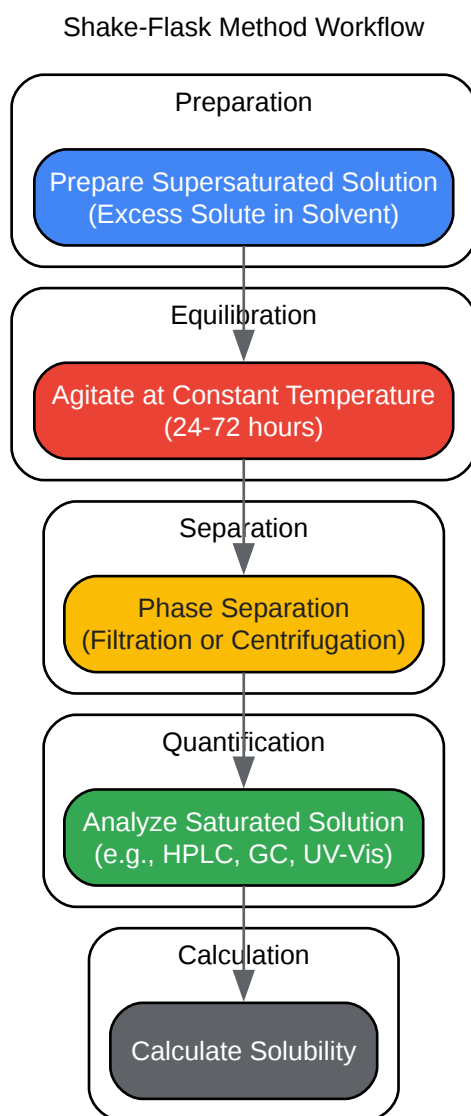 Shake-Flask Method Workflow
Preparation
Prepare Supersaturated Solution
(Excess Solute in Solvent)
Equilibration
Agitate at Constant Temperature
(24-72 hours)
Separation
Phase Separation
(Filtration or Centrifugation)
Quantification
Analyze Saturated Solution
(e.g., HPLC, GC, UV-Vis)
Calculation
Calculate Solubility